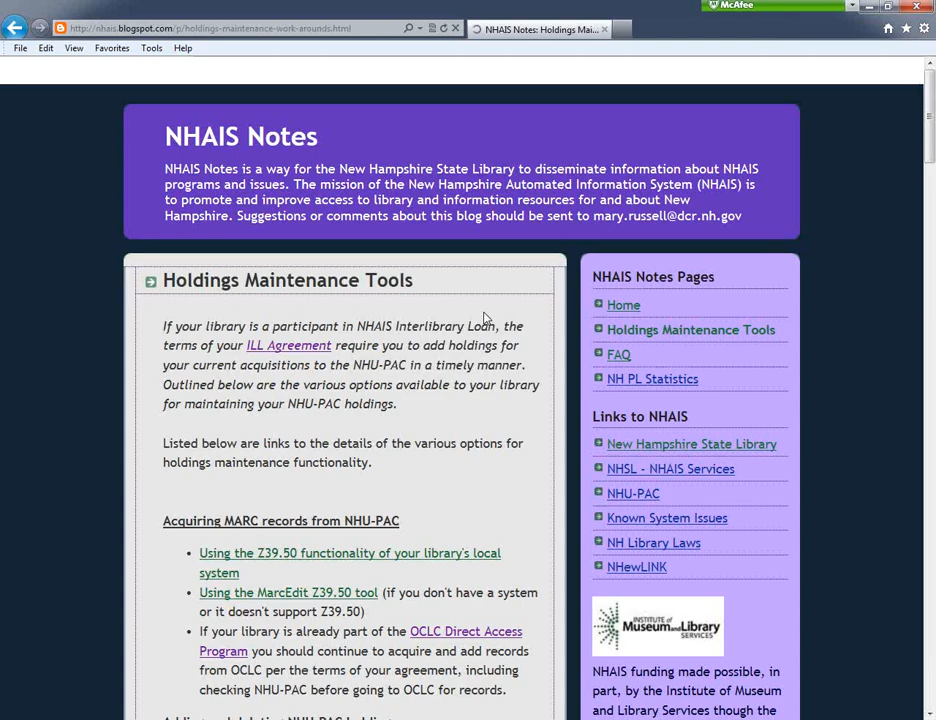 McAfee
http://nhais.blogspot.com/p/holdings-maintenance-work-arounds.html
NHAIS Notes: Holdings Mai...
File Edit View Favorites Tools Help
NHAIS Notes
NHAIS Notes is a way for the New Hampshire State Library to disseminate information about NHAIS
programs and issues. The mission of the New Hampshire Automated Information System (NHAIS) is
to promote and improve access to library and information resources for and about New
Hampshire. Suggestions or comments about this blog should be sent to mary.russell@dcr.nh.gov
Holdings Maintenance Tools
If your library is a participant in NHAIS Interlibrary Loan, the
terms of your ILL Agreement require you to add holdings for
your current acquisitions to the NHU-PAC in a timely manner.
Outlined below are the various options available to your library
for maintaining your NHU-PAC holdings.
Listed below are links to the details of the various options for
holdings maintenance functionality.
Acquiring MARC records from NHU-PAC
• Using the Z39.50 functionality of your library's local
system
• Using the MarcEdit Z39.50 tool (if you don't have a system
or it doesn't support Z39.50)
• If your library is already part of the OCLC Direct Access
Program you should continue to acquire and add records
from OCLC per the terms of your agreement, including
checking NHU-PAC before going to OCLC for records.
NHAIS Notes Pages
Home
Holdings Maintenance Tools
FAQ
NH PL Statistics
Links to NHAIS
New Hampshire State Library
NHSL - NHAIS Services
NHU-PAC
Known System Issues
NH Library Laws
NHewLINK
INSTITUTE of
Museum and Library
SERVICES
NHAIS funding made possible, in
part, by the Institute of Museum
and Library Services though the